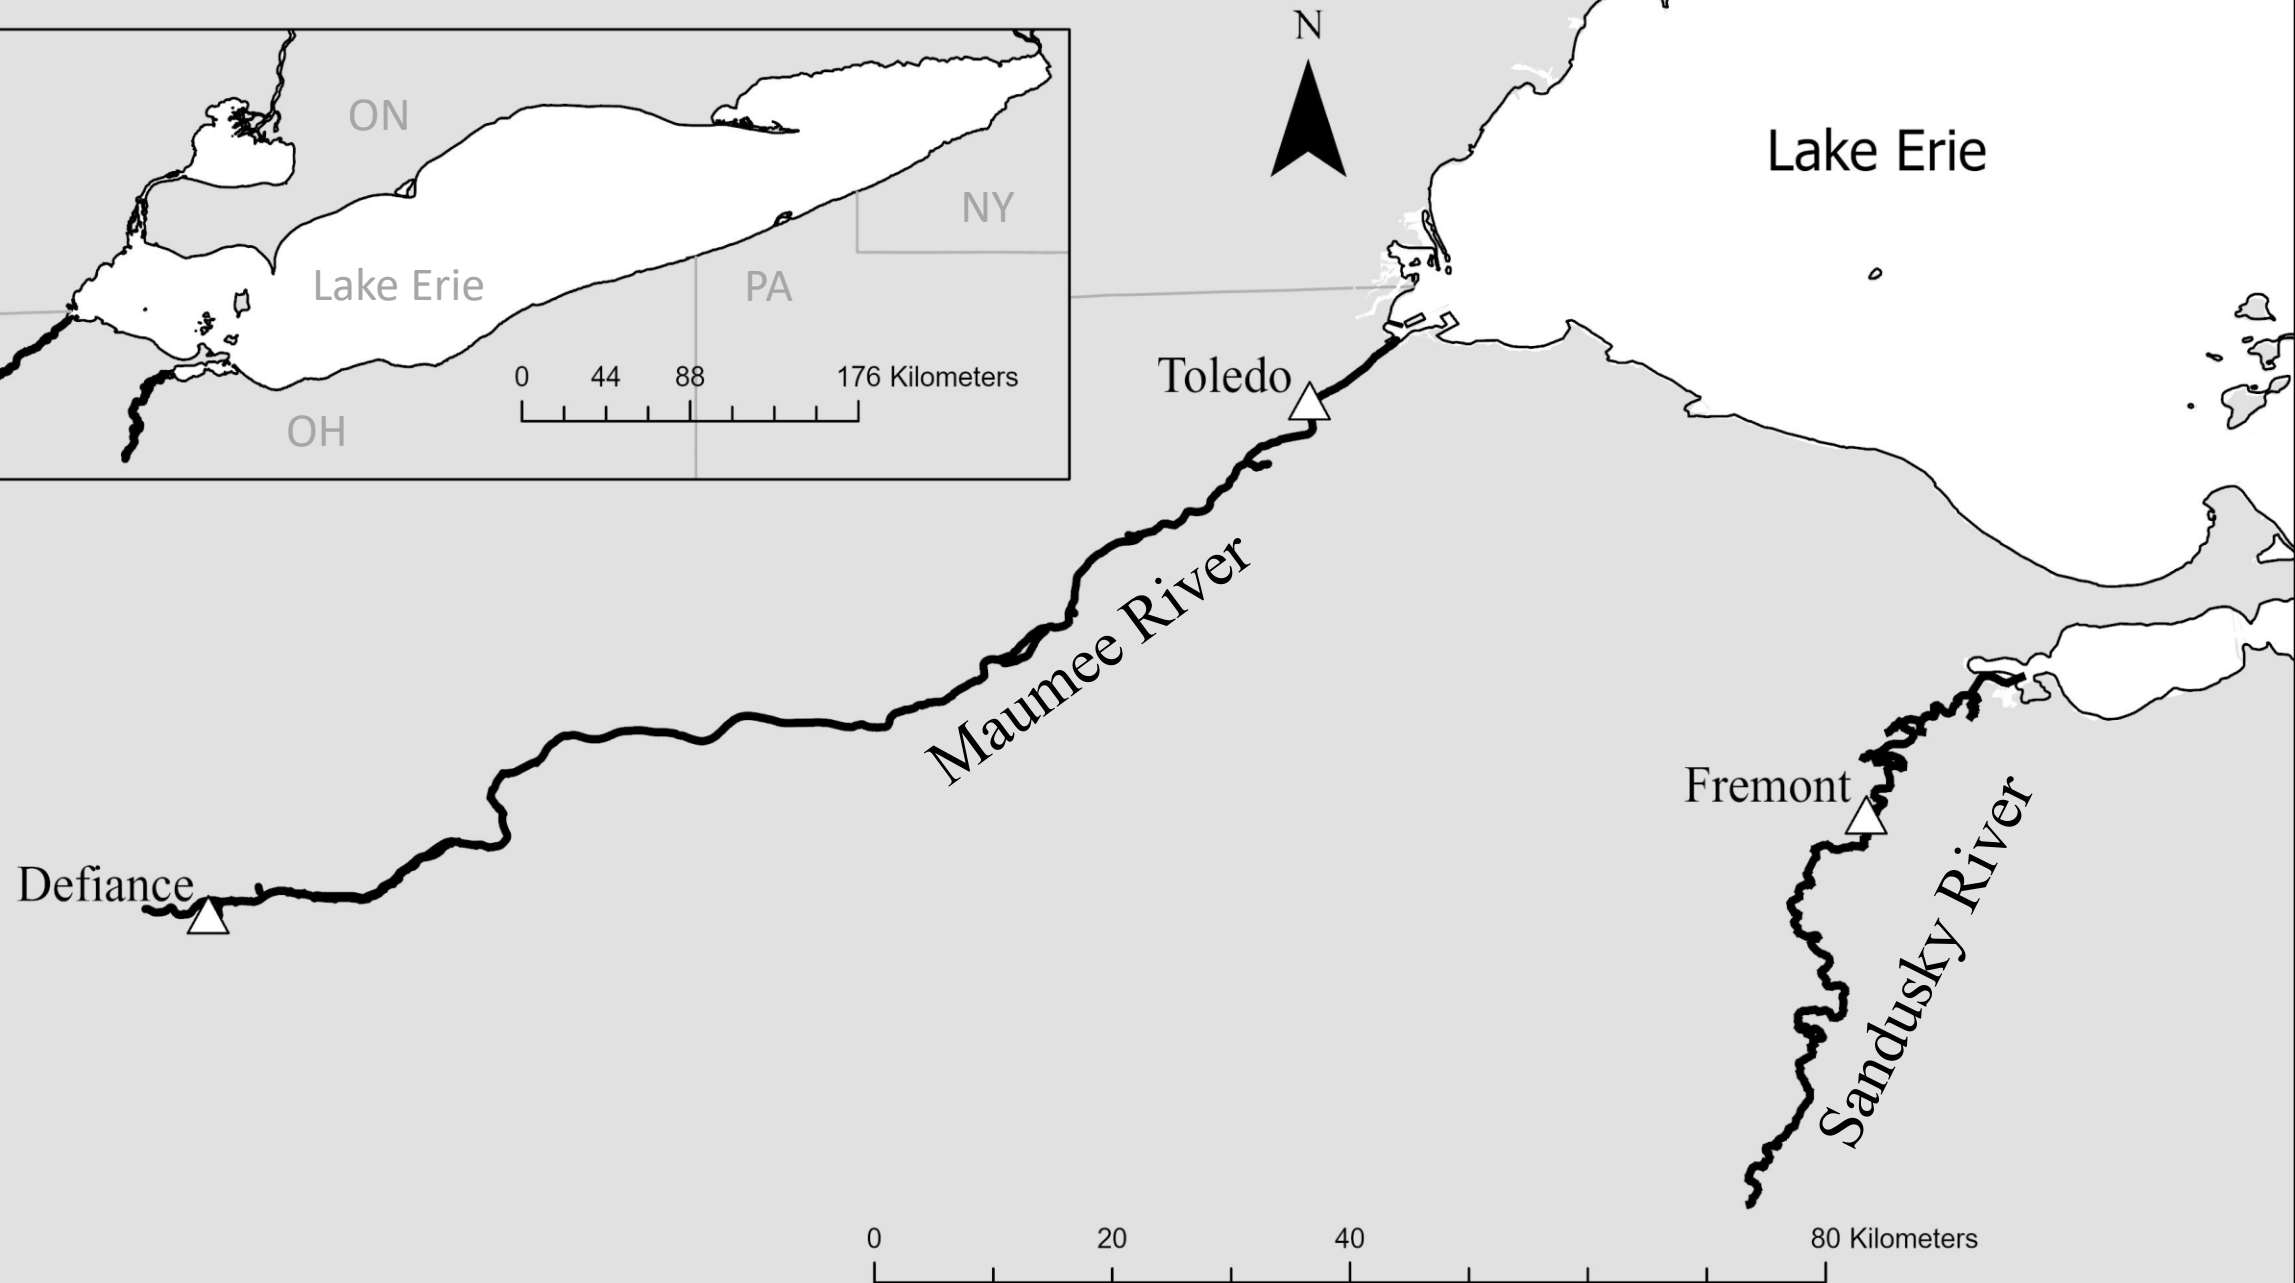 N
ON
Lake Erie
NY
Lake Erie
PA
0 44 88 176 Kilometers
Toledo
OH
Maumee River
Fremont
Defiance
Sandusky River
0 20 40 80 Kilometers